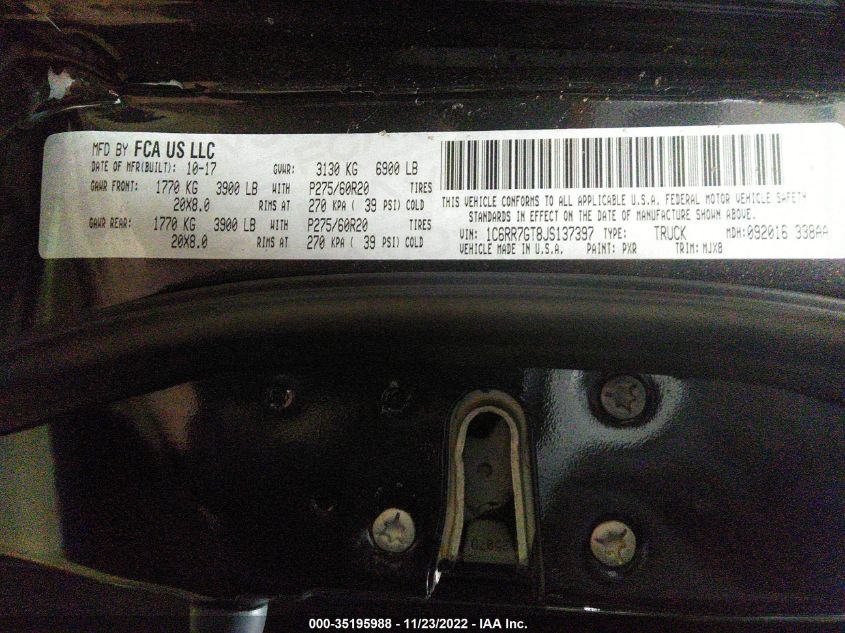 MFD BY FCA US LLC
DATE OF MFR(BUILT): 10-17 GVWR: 3130 KG 6900 LB
GAWR FRONT: 1770 KG 3900 LB WITH P275/60R20 TIRES
20X8.0 RIMS AT 270 KPA ( 39 PSI) COLD
GAWR REAR: 1770 KG 3900 LB WITH P275/60R20 TIRES
20X8.0 RIMS AT 270 KPA ( 39 PSI) COLD
THIS VEHICLE CONFORMS TO ALL APPLICABLE U.S.A. FEDERAL MOTOR VEHICLE SAFETY
STANDARDS IN EFFECT ON THE DATE OF MANUFACTURE SHOWN ABOVE.
VIN: 1C6RR7GT8JS137397 TYPE: TRUCK MDH:092016 338AA
VEHICLE MADE IN U.S.A. PAINT: PXR TRIM: MJX8
000-35195988 - 11/23/2022 - IAA Inc.